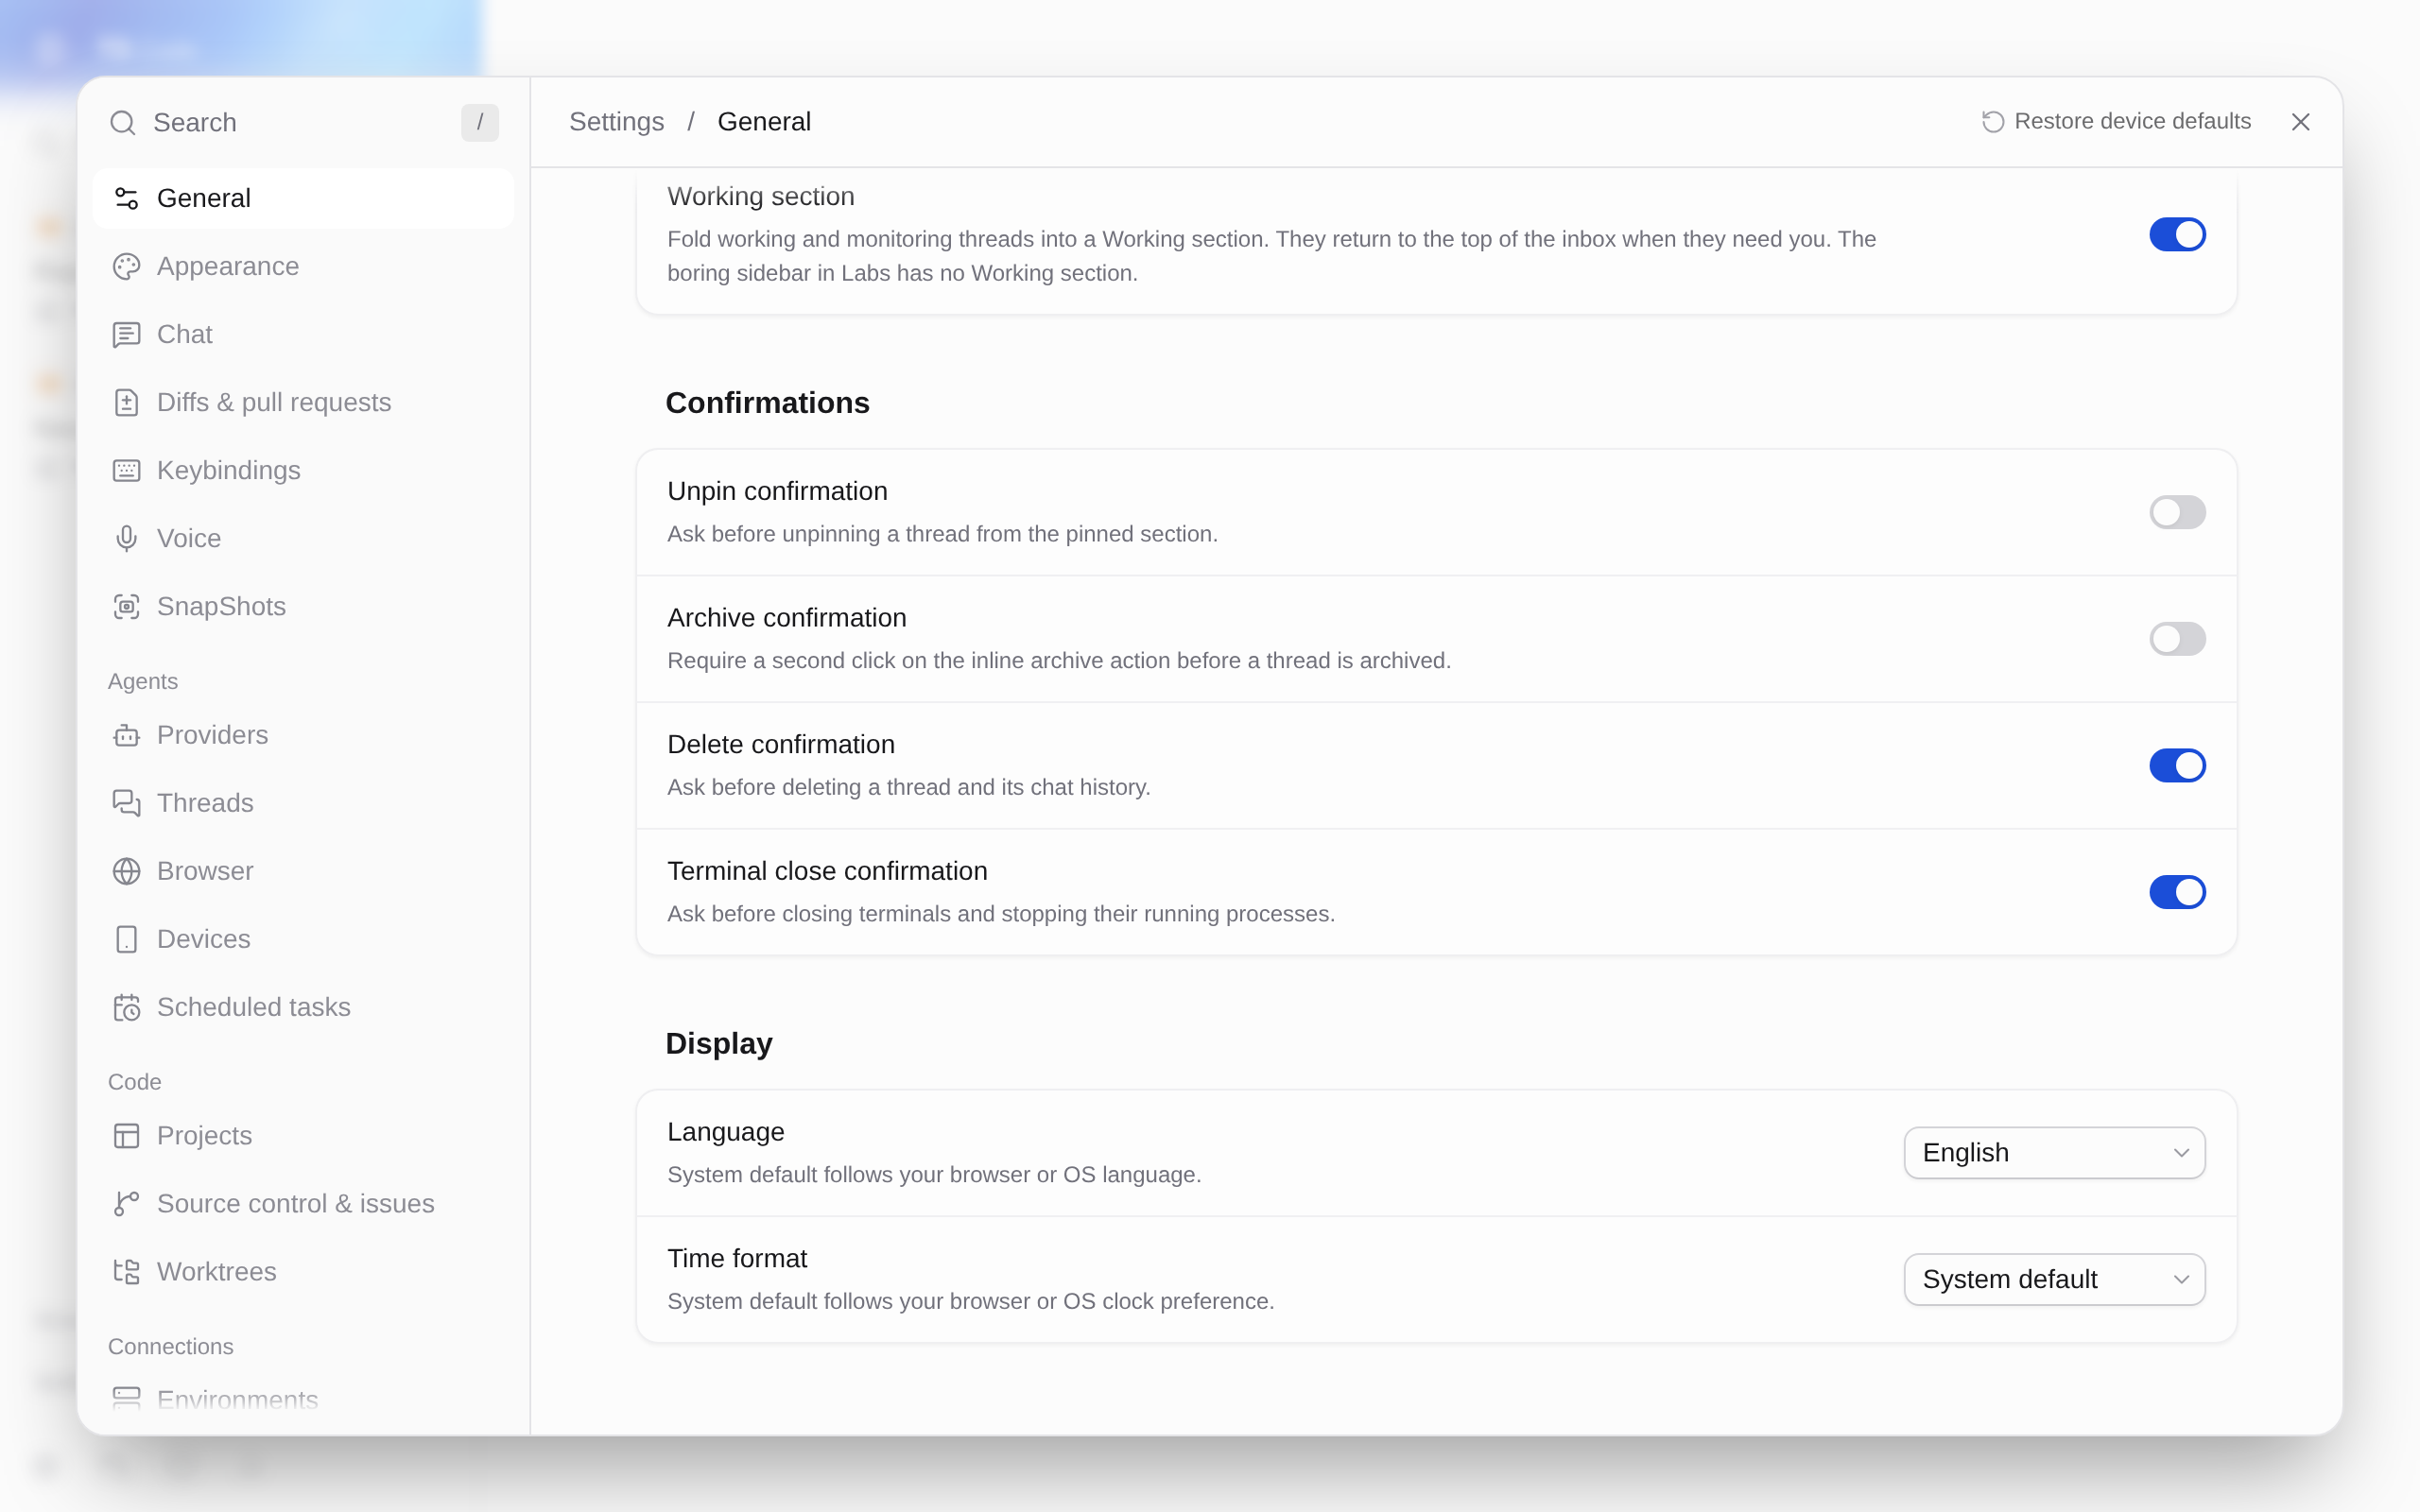 Search
/
General
Appearance
Chat
Diffs & pull requests
Keybindings
Voice
SnapShots
Agents
Providers
Threads
Browser
Devices
Scheduled tasks
Code
Projects
Source control & issues
Worktrees
Connections
Environments
Settings / General
Restore device defaults
Working section
Fold working and monitoring threads into a Working section. They return to the top of the inbox when they need you. The
boring sidebar in Labs has no Working section.
Confirmations
Unpin confirmation
Ask before unpinning a thread from the pinned section.
Archive confirmation
Require a second click on the inline archive action before a thread is archived.
Delete confirmation
Ask before deleting a thread and its chat history.
Terminal close confirmation
Ask before closing terminals and stopping their running processes.
Display
Language
System default follows your browser or OS language.
English
Time format
System default follows your browser or OS clock preference.
System default